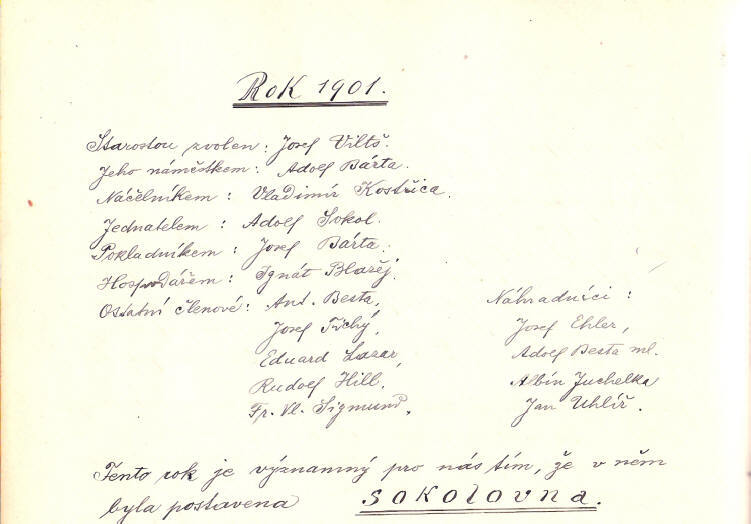 Rok 1901.
Starostou zvolen: Josef Viltš.
Jeho náměstkem: Adolf Bárta.
Náčelníkem: Vladimír Kostřica.
Jednatelem: Adolf Sokol.
Pokladníkem: Josef Bárta.
Hospodářem: Ignát Blažej.
Ostatní členové: Ant. Besta,
Josef Tichý,
Eduard Lazar,
Rudolf Hill,
Fr. Vl. Sigmund,
Náhradníci:
Josef Ehler,
Adolf Besta ml.
Albín Juchelka
Jan Uhlíř.
Tento rok je významný pro nás tím, že v něm
byla postavena sokolovna.